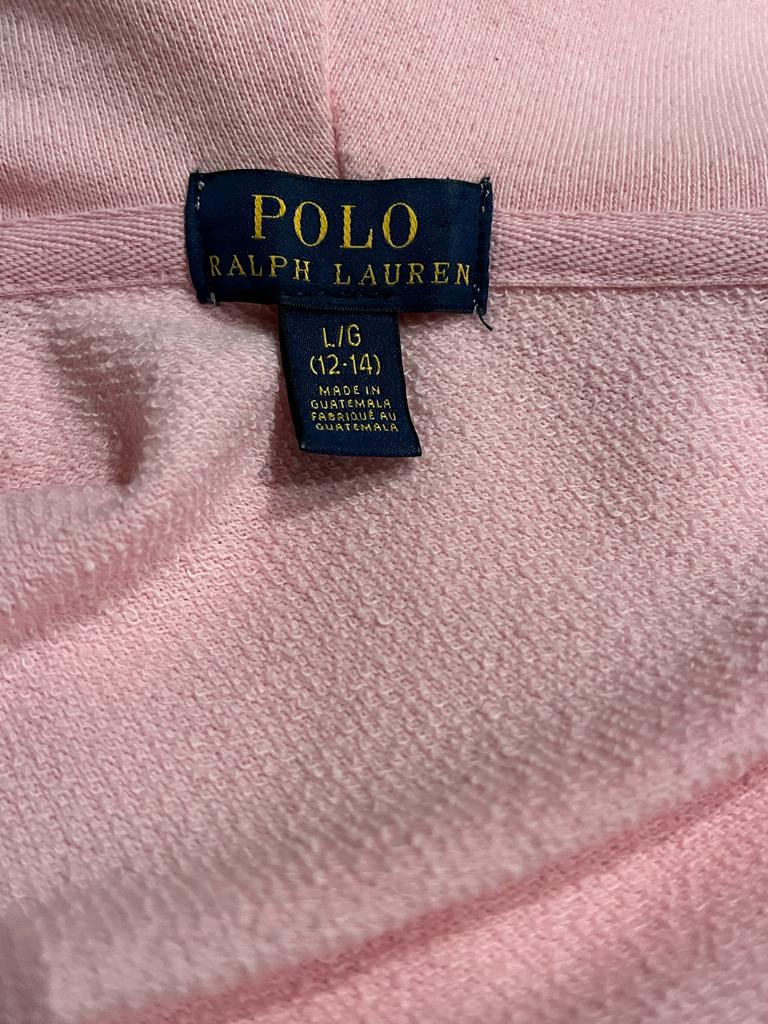 POLO
RALPH LAUREN
L/G
(12-14)
MADE IN
GUATEMALA
FABRIQUÉ AU
GUATEMALA